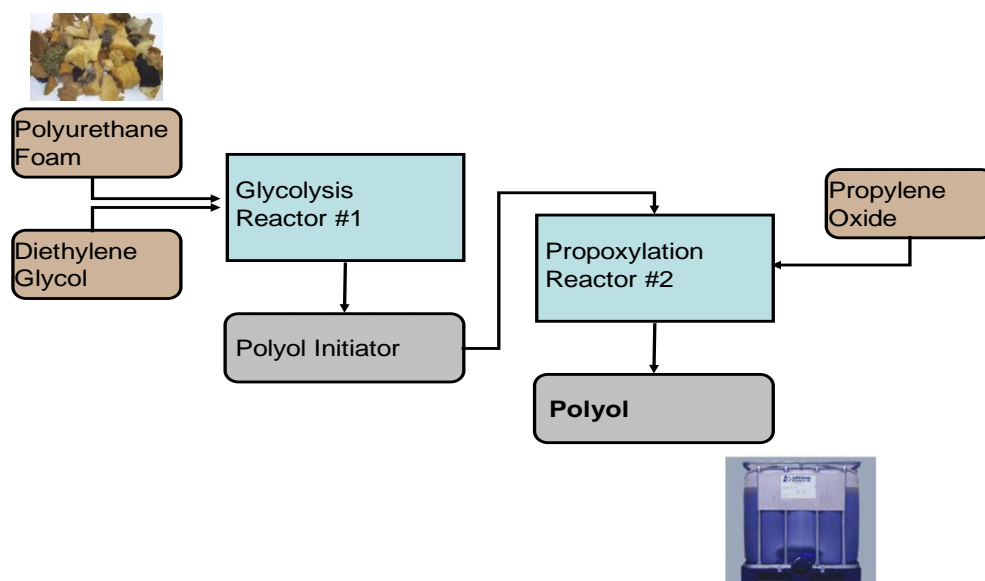 Polyurethane
Foam
Glycolysis
Reactor #1
Propylene
Oxide
Diethylene
Glycol
Propoxylation
Reactor #2
Polyol Initiator
Polyol